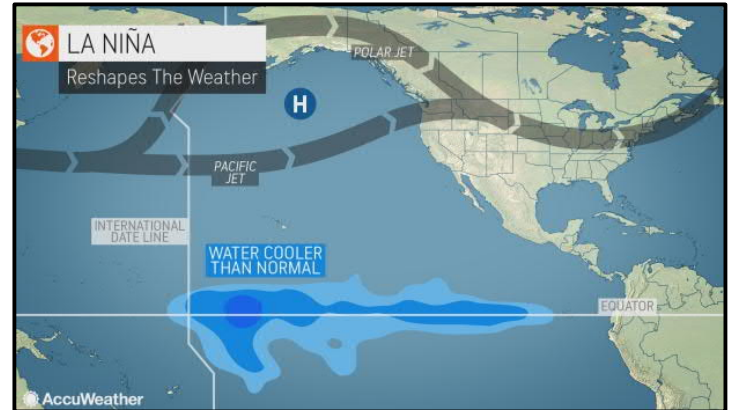 LA NIÑA
Reshapes The Weather
POLAR JET
H
PACIFIC
JET
INTERNATIONAL
DATE LINE
WATER COOLER
THAN NORMAL
EQUATOR
AccuWeather